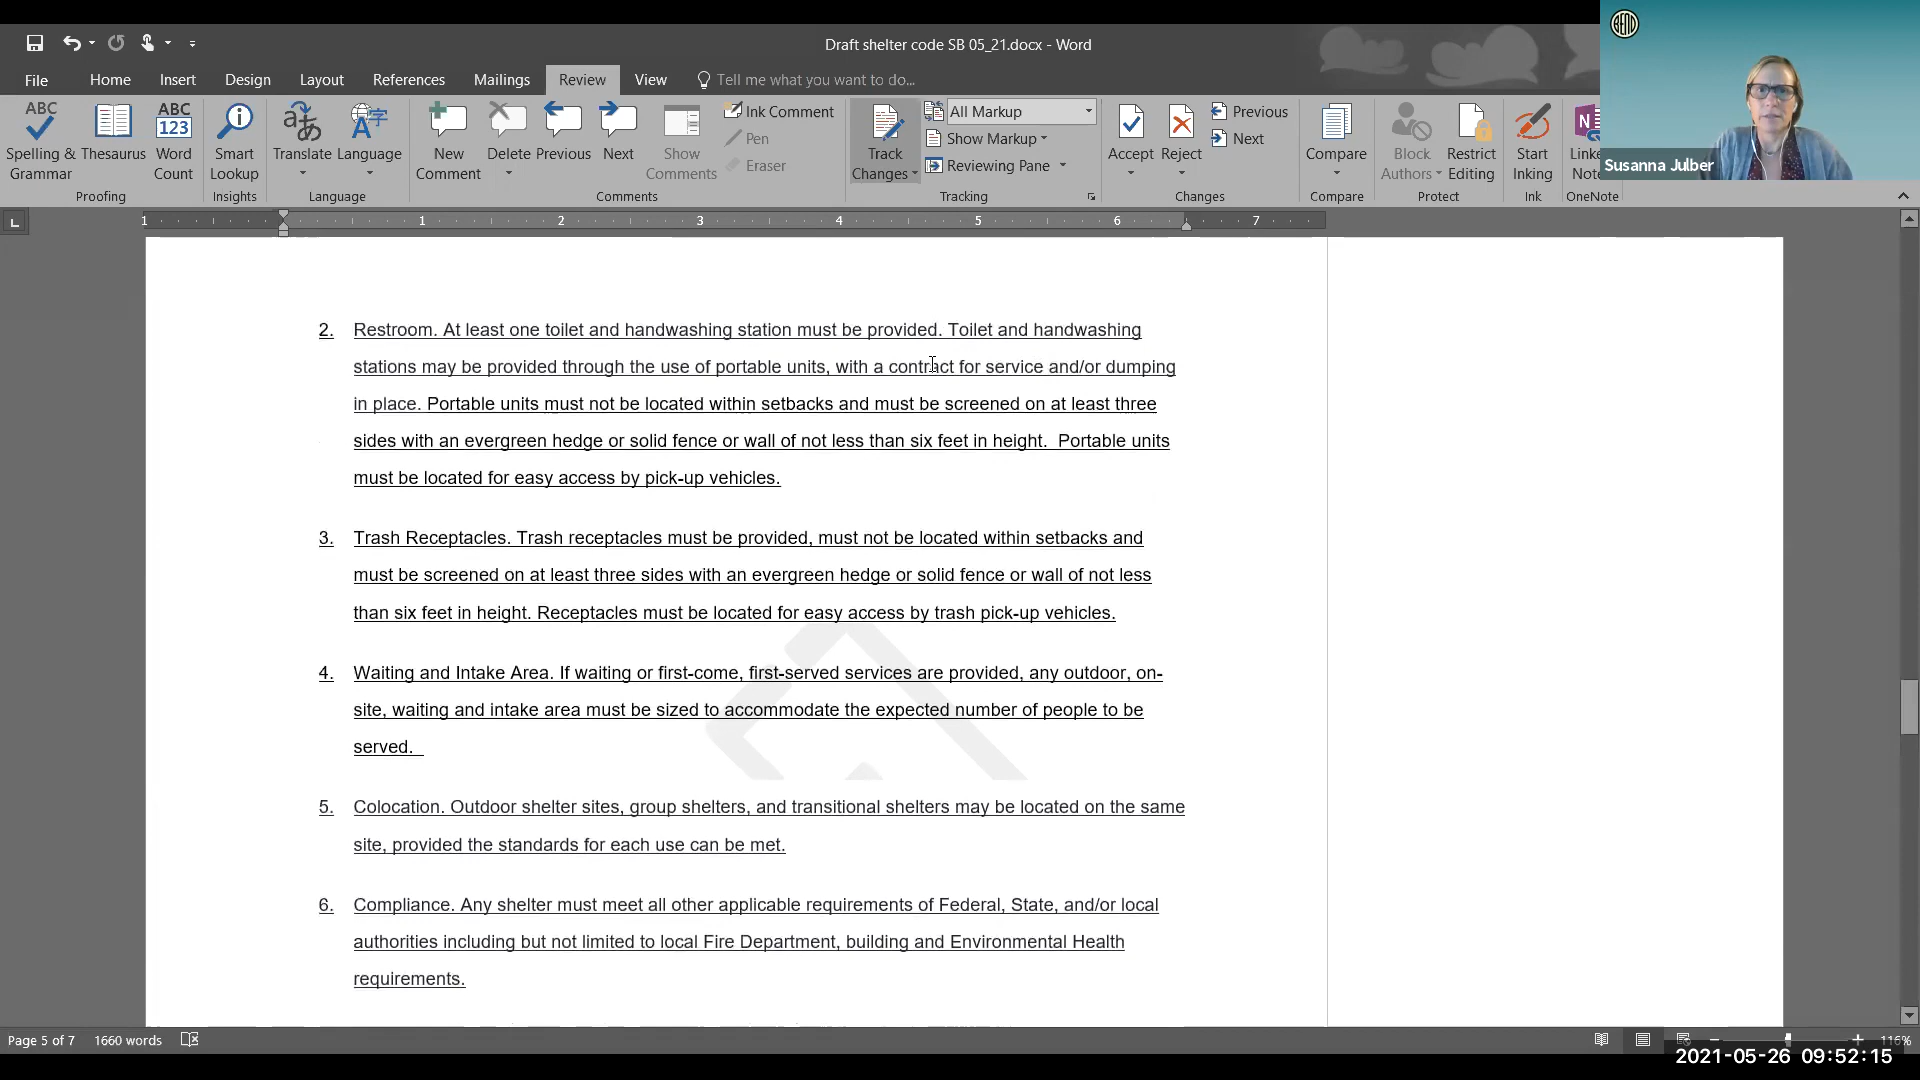 Draft shelter code SB 05_21.docx - Word
BEND
File Home Insert Design Layout References Mailings Review View Tell me what you want to do...
ABC
Spelling &
Grammar
Thesaurus
ABC
123
Word
Count
Proofing
Smart
Lookup
Insights
Translate
Language
Language
New
Comment
Delete
Previous
Next
Show
Comments
Ink Comment
Pen
Eraser
Comments
Track
Changes
All Markup
Show Markup
Reviewing Pane
Tracking
Accept
Reject
Previous
Next
Changes
Compare
Compare
Block
Authors
Restrict
Editing
Protect
Start
Inking
Ink
Linke
Note
OneNote
Susanna Julber
L
1 1 2 3 4 5 6 7
2. Restroom. At least one toilet and handwashing station must be provided. Toilet and handwashing
stations may be provided through the use of portable units, with a contract for service and/or dumping
in place. Portable units must not be located within setbacks and must be screened on at least three
sides with an evergreen hedge or solid fence or wall of not less than six feet in height.  Portable units
must be located for easy access by pick-up vehicles.
3. Trash Receptacles. Trash receptacles must be provided, must not be located within setbacks and
must be screened on at least three sides with an evergreen hedge or solid fence or wall of not less
than six feet in height. Receptacles must be located for easy access by trash pick-up vehicles.
4. Waiting and Intake Area. If waiting or first-come, first-served services are provided, any outdoor, on-
site, waiting and intake area must be sized to accommodate the expected number of people to be
served.
5. Colocation. Outdoor shelter sites, group shelters, and transitional shelters may be located on the same
site, provided the standards for each use can be met.
6. Compliance. Any shelter must meet all other applicable requirements of Federal, State, and/or local
authorities including but not limited to local Fire Department, building and Environmental Health
requirements.
Page 5 of 7 1660 words
116%
2021-05-26 09:52:15